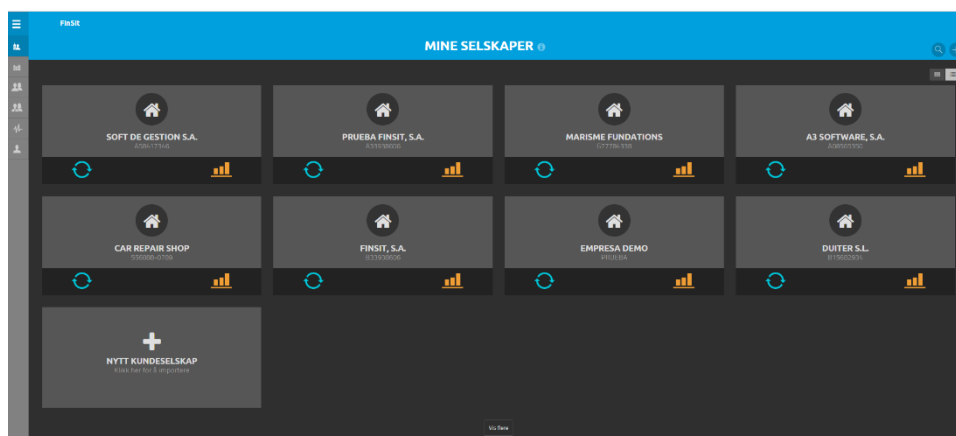 FinSit
MINE SELSKAPER
SOFT DE GESTION S.A.
PRUEBA FINSIT, S.A.
MARISME FUNDATIONS
A3 SOFTWARE, S.A.
CAR REPAIR SHOP
FINSIT, S.A.
EMPRESA DEMO
DUITER S.L.
PRUEBA
NYTT KUNDESELSKAP
Klikk her for å importere
Vis flere